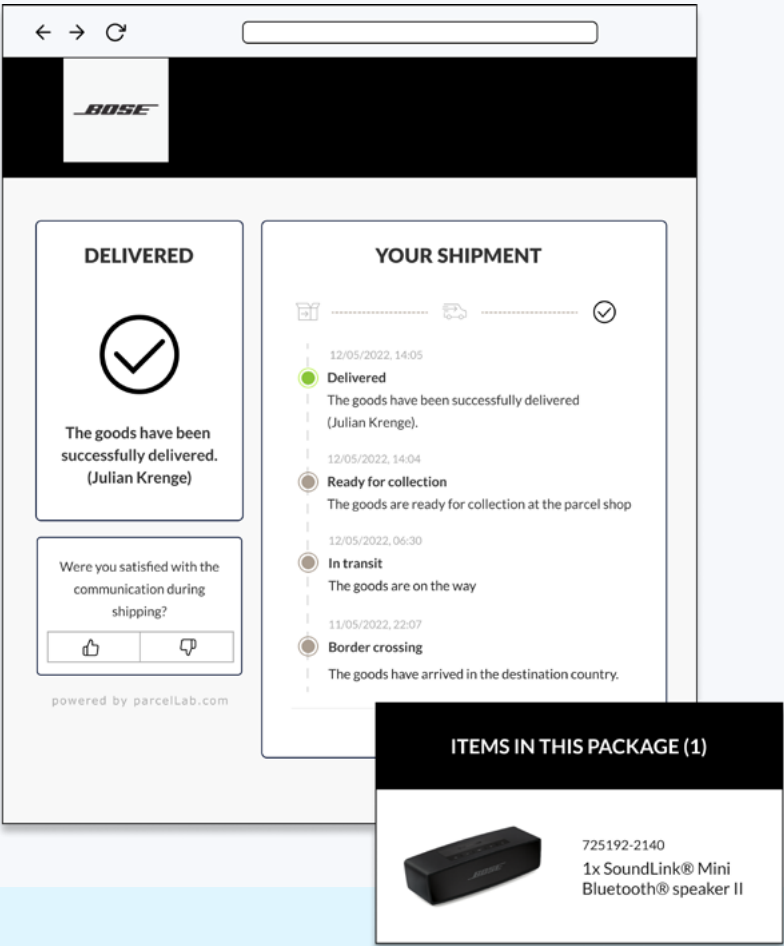 BOSE
DELIVERED
The goods have been
successfully delivered.
(Julian Krenge)
Were you satisfied with the
communication during
shipping?
powered by parcelLab.com
YOUR SHIPMENT
12/05/2022, 14:05
Delivered
The goods have been successfully delivered
(Julian Krenge).
12/05/2022, 14:04
Ready for collection
The goods are ready for collection at the parcel shop
12/05/2022, 06:30
In transit
The goods are on the way
11/05/2022, 22:07
Border crossing
The goods have arrived in the destination country.
ITEMS IN THIS PACKAGE (1)
BOSE
725192-2140
1x SoundLink® Mini
Bluetooth® speaker II